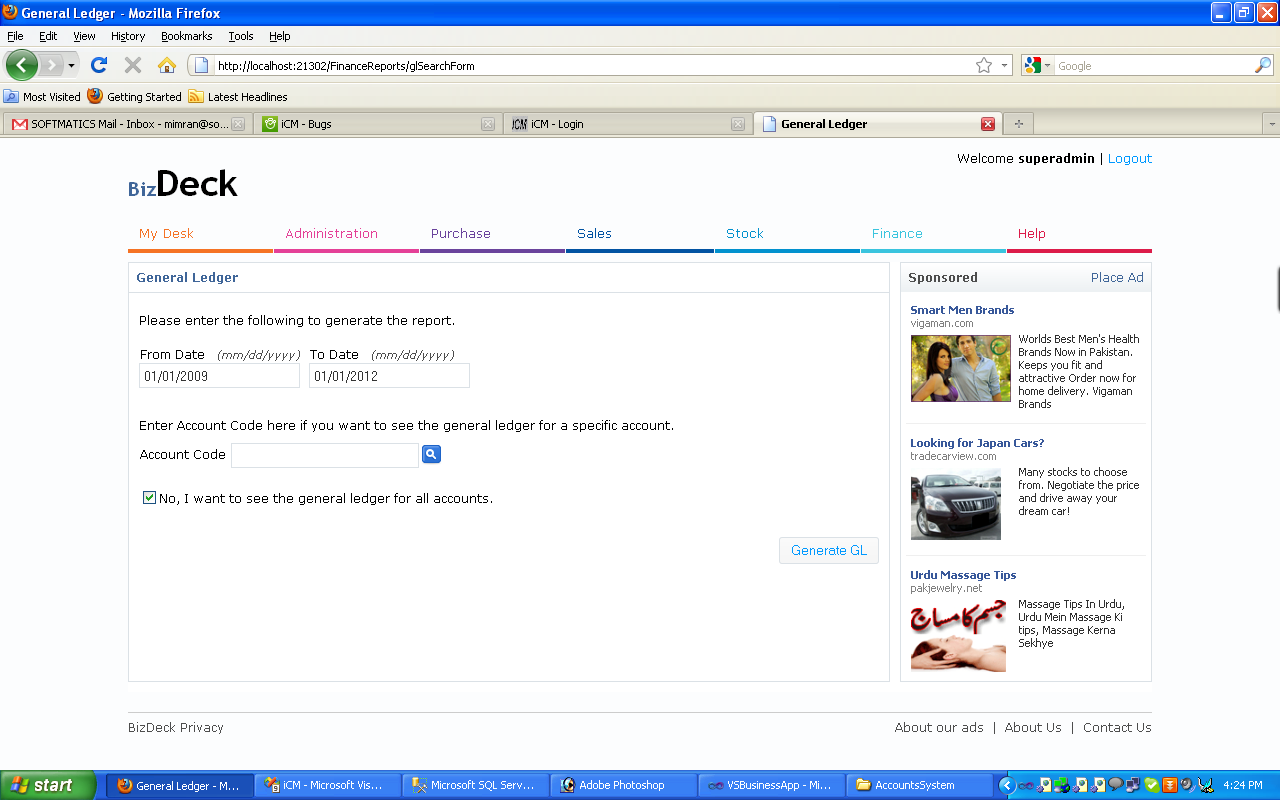 General Ledger - Mozilla Firefox
File Edit View History Bookmarks Tools Help
http://localhost:21302/FinanceReports/glSearchForm
Google
Most Visited Getting Started Latest Headlines
SOFTMATICS Mail - Inbox - mimran@so...
iCM - Bugs
iCM iCM - Login
General Ledger
Welcome superadmin | Logout
BizDeck
My Desk Administration Purchase Sales Stock Finance Help
General Ledger
Please enter the following to generate the report.
From Date (mm/dd/yyyy) To Date (mm/dd/yyyy)
01/01/2009 01/01/2012
Enter Account Code here if you want to see the general ledger for a specific account.
Account Code
No, I want to see the general ledger for all accounts.
Generate GL
Sponsored Place Ad
Smart Men Brands
vigaman.com
Worlds Best Men's Health
Brands Now in Pakistan.
Keeps you fit and
attractive Order now for
home delivery. Vigaman
Brands
Looking for Japan Cars?
tradecarview.com
Many stocks to choose
from. Negotiate the price
and drive away your
dream car!
Urdu Massage Tips
pakjewelry.net
جسم کا مساج
Massage Tips In Urdu,
Urdu Mein Massage Ki
tips, Massage Kerna
Sekhye
BizDeck Privacy
About our ads | About Us | Contact Us
start
General Ledger - M...
iCM - Microsoft Vis...
Microsoft SQL Serv...
Adobe Photoshop
VSBusinessApp - Mi...
AccountsSystem
4:24 PM